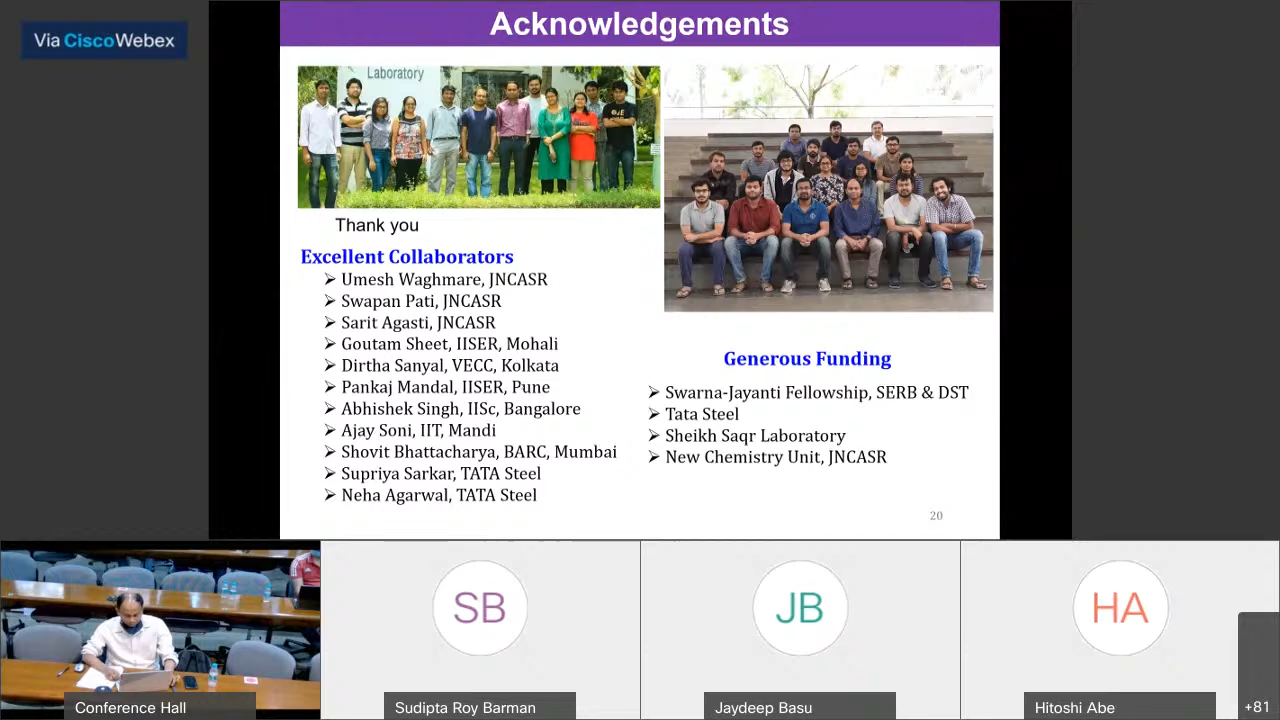 Via Cisco Webex
Acknowledgements
Laboratory
Thank you
Excellent Collaborators
➢ Umesh Waghmare, JNCASR
➢ Swapan Pati, JNCASR
➢ Sarit Agasti, JNCASR
➢ Goutam Sheet, IISER, Mohali
➢ Dirtha Sanyal, VECC, Kolkata
➢ Pankaj Mandal, IISER, Pune
➢ Abhishek Singh, IISc, Bangalore
➢ Ajay Soni, IIT, Mandi
➢ Shovit Bhattacharya, BARC, Mumbai
➢ Supriya Sarkar, TATA Steel
➢ Neha Agarwal, TATA Steel
Generous Funding
➢ Swarna-Jayanti Fellowship, SERB & DST
➢ Tata Steel
➢ Sheikh Saqr Laboratory
➢ New Chemistry Unit, JNCASR
20
SB
JB
HA
Conference Hall
Sudipta Roy Barman
Jaydeep Basu
Hitoshi Abe
+81